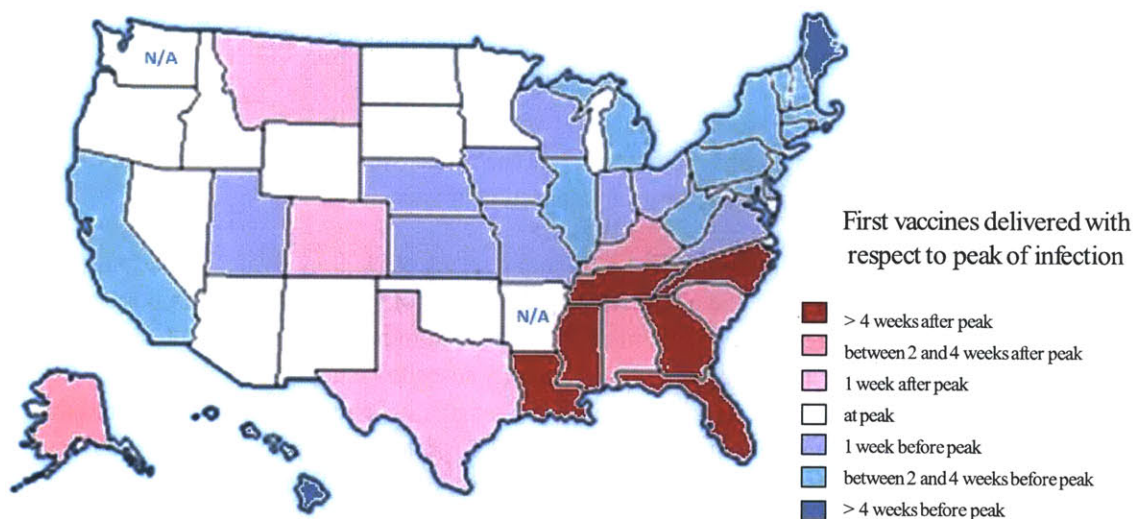 N/A
N/A
First vaccines delivered with
respect to peak of infection
> 4 weeks after peak
between 2 and 4 weeks after peak
1 week after peak
at peak
1 week before peak
between 2 and 4 weeks before peak
> 4 weeks before peak